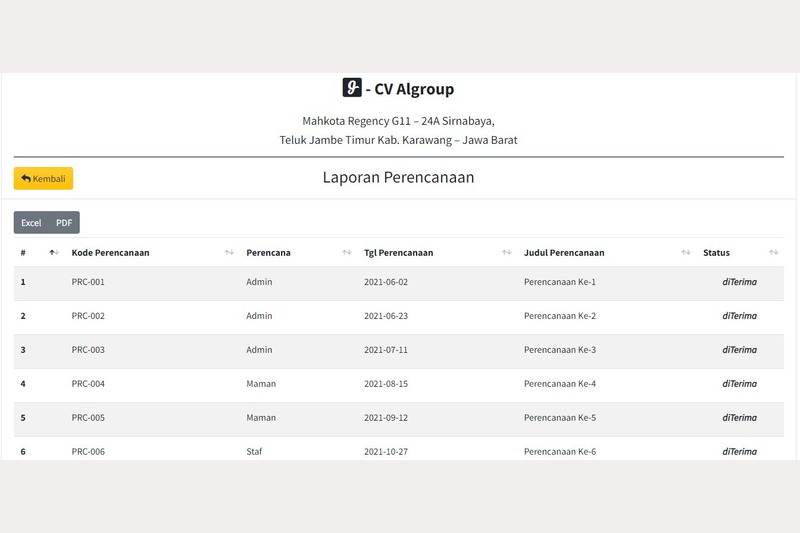 g - CV Algroup
Mahkota Regency G11 – 24A Sirnabaya,
Teluk Jambe Timur Kab. Karawang – Jawa Barat
Kembali
Laporan Perencanaan
Excel PDF
# Kode Perencanaan Perencana Tgl Perencanaan Judul Perencanaan Status
1 PRC-001 Admin 2021-06-02 Perencanaan Ke-1 diTerima
2 PRC-002 Admin 2021-06-23 Perencanaan Ke-2 diTerima
3 PRC-003 Admin 2021-07-11 Perencanaan Ke-3 diTerima
4 PRC-004 Maman 2021-08-15 Perencanaan Ke-4 diTerima
5 PRC-005 Maman 2021-09-12 Perencanaan Ke-5 diTerima
6 PRC-006 Staf 2021-10-27 Perencanaan Ke-6 diTerima